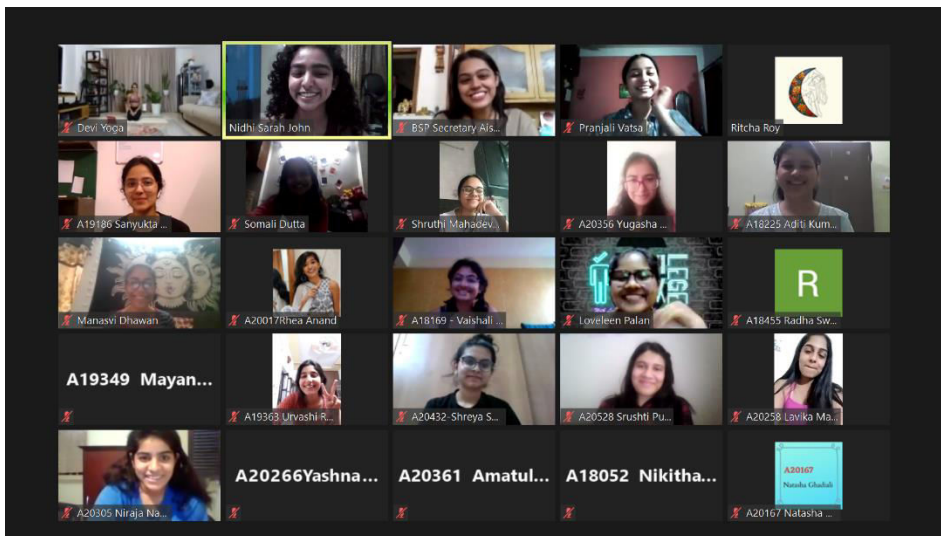 Devi Yoga
Nidhi Sarah John
BSP Secretary Ais...
Pranjali Vatsa
Ritcha Roy
A19186 Sanyukta ...
Somali Dutta
Shruthi Mahadev...
A20356 Yugasha ...
A18225 Aditi Kum...
Manasvi Dhawan
A20017Rhea Anand
A18169 - Vaishali ...
Loveleen Palan
R
A18455 Radha Sw...
A19349 Mayan...
A19363 Urvashi R...
A20432-Shreya S...
A20528 Srushti Pu...
A20258 Lavika Ma...
A20305 Niraja Na...
A20266Yashna...
A20361 Amatul...
A18052 Nikitha...
A20167
Natasha Ghadiali
A20167 Natasha ...